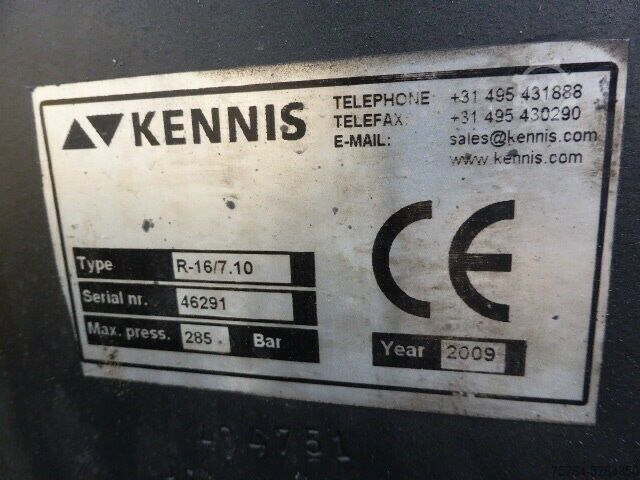 KENNIS
TELEPHONE: +31 495 431888
TELEFAX: +31 495 430290
E-MAIL: sales@kennis.com
www.kennis.com
Type R-16/7.10
Serial nr. 46291
Max. press. 285 Bar
CE
Year 2009